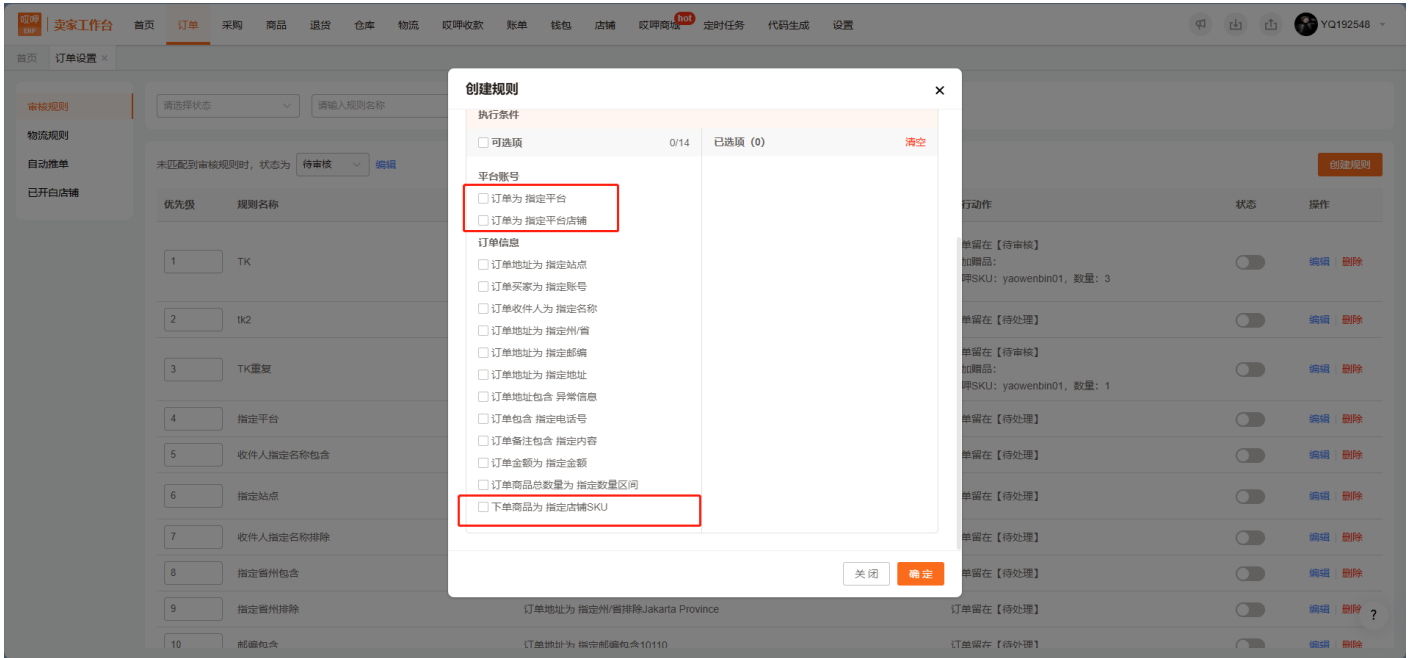 哎呷 ERP 卖家工作台 首页 订单 采购 商品 退货 仓库 物流 哎呷收款 账单 钱包 店铺 哎呷商城 hot 定时任务 代码生成 设置 YQ192548
首页 订单设置 ×
审核规则
物流规则
自动推单
已开白店铺
请选择状态 请输入规则名称
未匹配到审核规则时，状态为 待审核 编辑 创建规则
优先级 规则名称 行动作 状态 操作
1 TK 单留在【待审核】
加赠品：
呷SKU：yaowenbin01，数量：3 编辑 删除
2 tk2 单留在【待处理】 编辑 删除
3 TK重复 单留在【待审核】
加赠品：
呷SKU：yaowenbin01，数量：1 编辑 删除
4 指定平台 单留在【待处理】 编辑 删除
5 收件人指定名称包含 单留在【待处理】 编辑 删除
6 指定站点 单留在【待处理】 编辑 删除
7 收件人指定名称排除 单留在【待处理】 编辑 删除
8 指定省州包含 单留在【待处理】 编辑 删除
9 指定省州排除 订单地址为 指定州/省排除Jakarta Province 订单留在【待处理】 编辑 删除
10 邮编包含 订单地址为 指定邮编包含10110 订单留在【待处理】 编辑 删除
?
创建规则 ×
执行条件
可选项 0/14 已选项（0） 清空
平台账号
订单为 指定平台
订单为 指定平台店铺
订单信息
订单地址为 指定站点
订单买家为 指定账号
订单收件人为 指定名称
订单地址为 指定州/省
订单地址为 指定邮编
订单地址为 指定地址
订单地址包含 异常信息
订单包含 指定电话号
订单备注包含 指定内容
订单金额为 指定金额
订单商品总数量为 指定数量区间
下单商品为 指定店铺SKU
关闭 确定